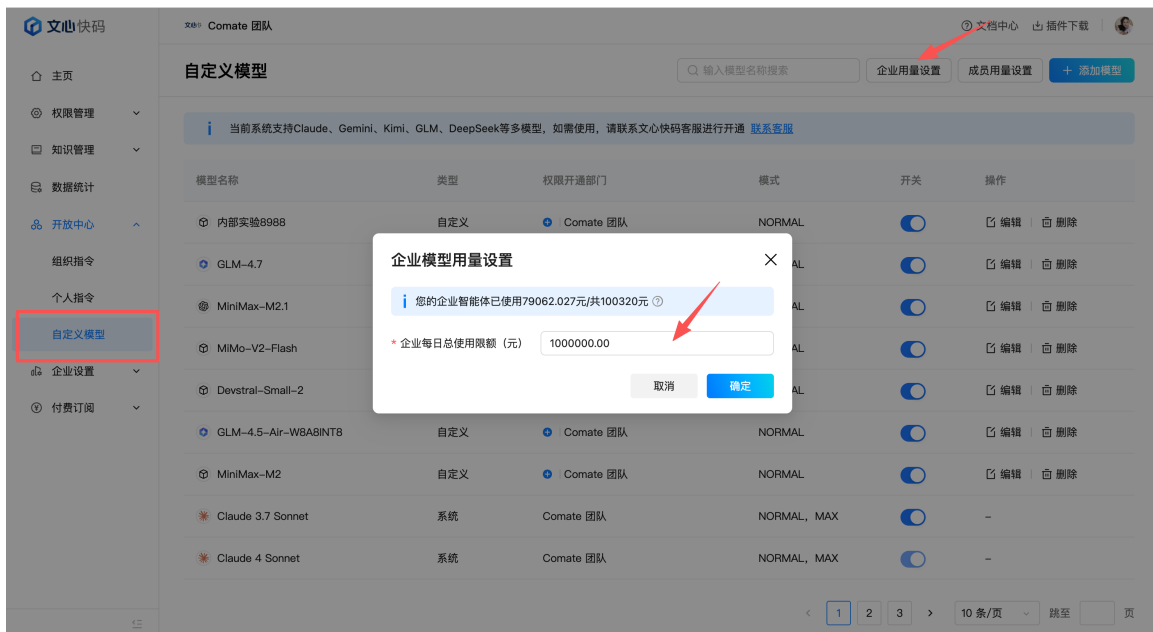 文心快码
文心快码 Comate 团队
文档中心 插件下载
主页
权限管理
知识管理
数据统计
开放中心
组织指令
个人指令
自定义模型
企业设置
付费订阅
自定义模型
输入模型名称搜索
企业用量设置
成员用量设置
+ 添加模型
当前系统支持Claude、Gemini、Kimi、GLM、DeepSeek等多模型，如需使用，请联系文心快码客服进行开通 联系客服
模型名称 类型 权限开通部门 模式 开关 操作
内部实验8988 自定义 Comate 团队 NORMAL 编辑 删除
GLM-4.7 AL 编辑 删除
MiniMax-M2.1 AL 编辑 删除
MiMo-V2-Flash AL 编辑 删除
Devstral-Small-2 AL 编辑 删除
GLM-4.5-Air-W8A8INT8 自定义 Comate 团队 NORMAL 编辑 删除
MiniMax-M2 自定义 Comate 团队 NORMAL 编辑 删除
Claude 3.7 Sonnet 系统 Comate 团队 NORMAL，MAX –
Claude 4 Sonnet 系统 Comate 团队 NORMAL，MAX –
企业模型用量设置
您的企业智能体已使用79062.027元/共100320元
* 企业每日总使用限额（元） 1000000.00
取消 确定
1 2 3 10 条/页 跳至 页